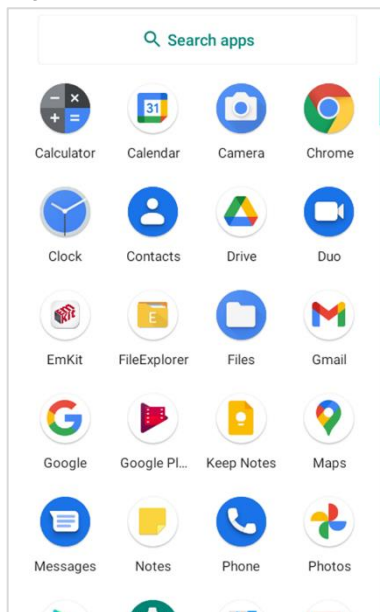 Search apps
31
Calculator Calendar Camera Chrome
Clock Contacts Drive Duo
E
EmKit FileExplorer Files Gmail
Google Google Pl... Keep Notes Maps
Messages Notes Phone Photos